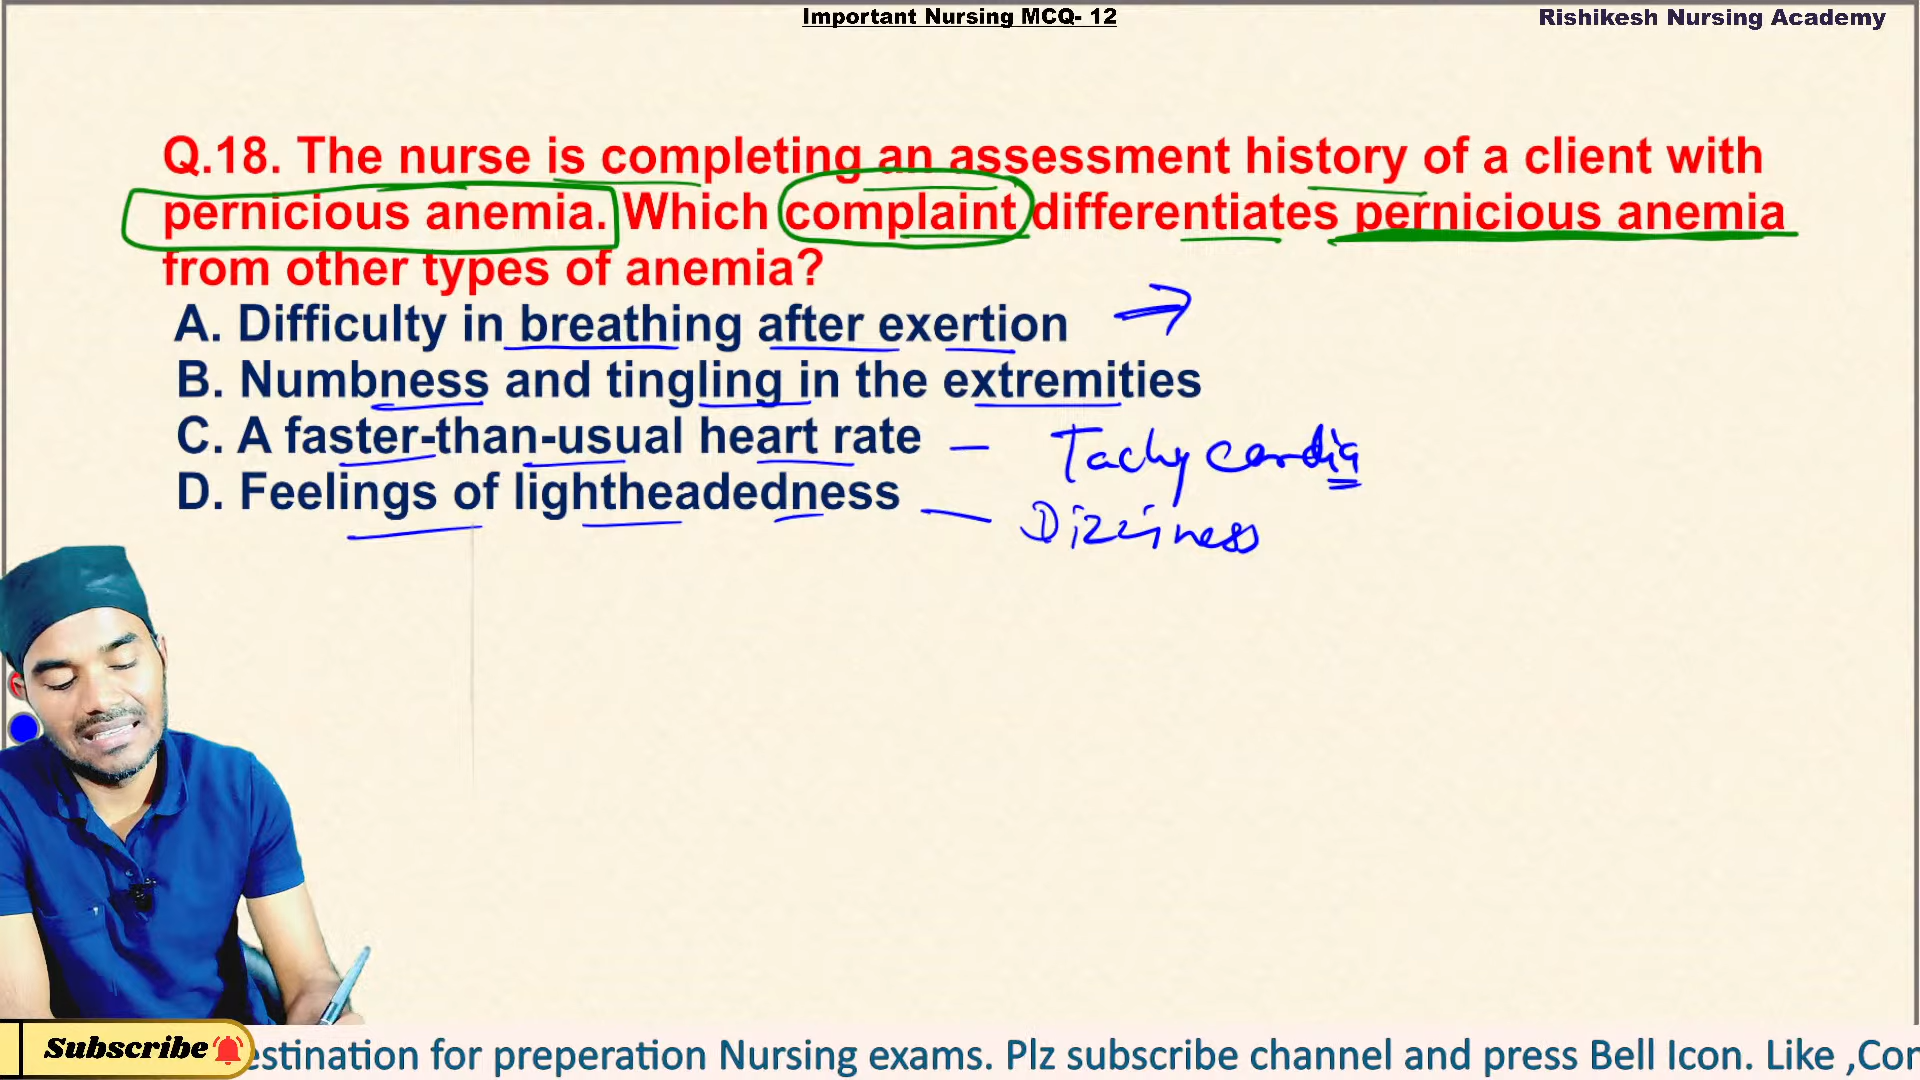 Important Nursing MCQ- 12
Rishikesh Nursing Academy
Q.18. The nurse is completing an assessment history of a client with
pernicious anemia. Which complaint differentiates pernicious anemia
from other types of anemia?
A. Difficulty in breathing after exertion
B. Numbness and tingling in the extremities
C. A faster-than-usual heart rate
Tachycardia
D. Feelings of lightheadedness
Dizziness
Subscribe
estination for preperation Nursing exams. Plz subscribe channel and press Bell Icon. Like ,Con